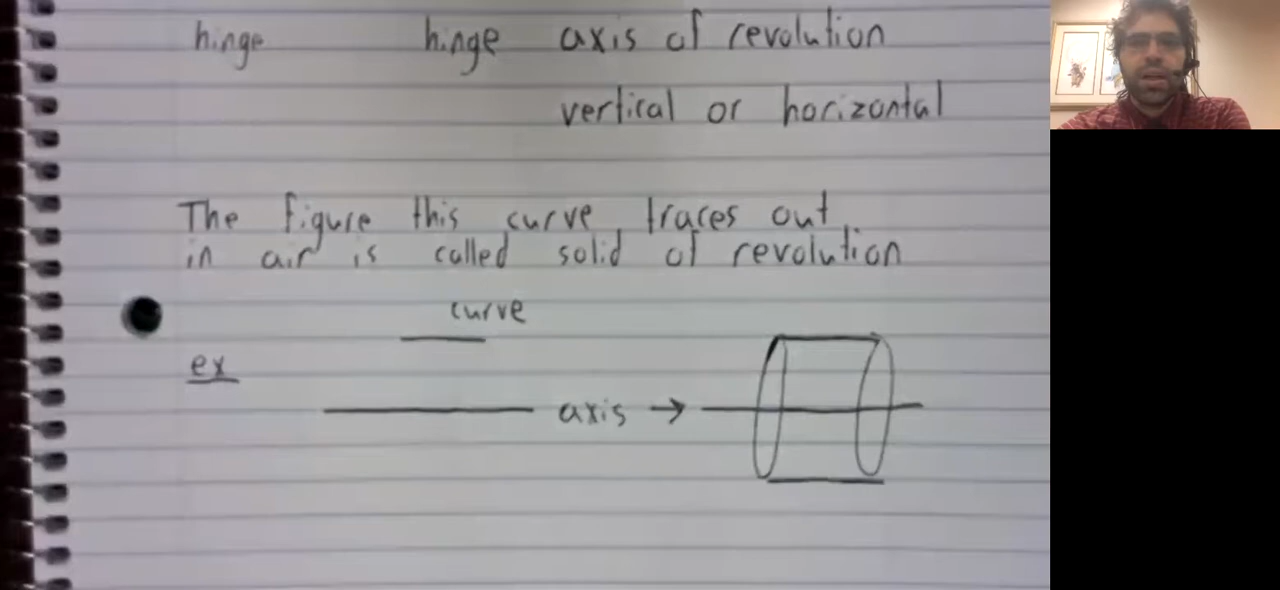 hinge hinge axis of revolution
vertical or horizontal
The figure this curve traces out
in air is called solid of revolution
curve
ex
axis →